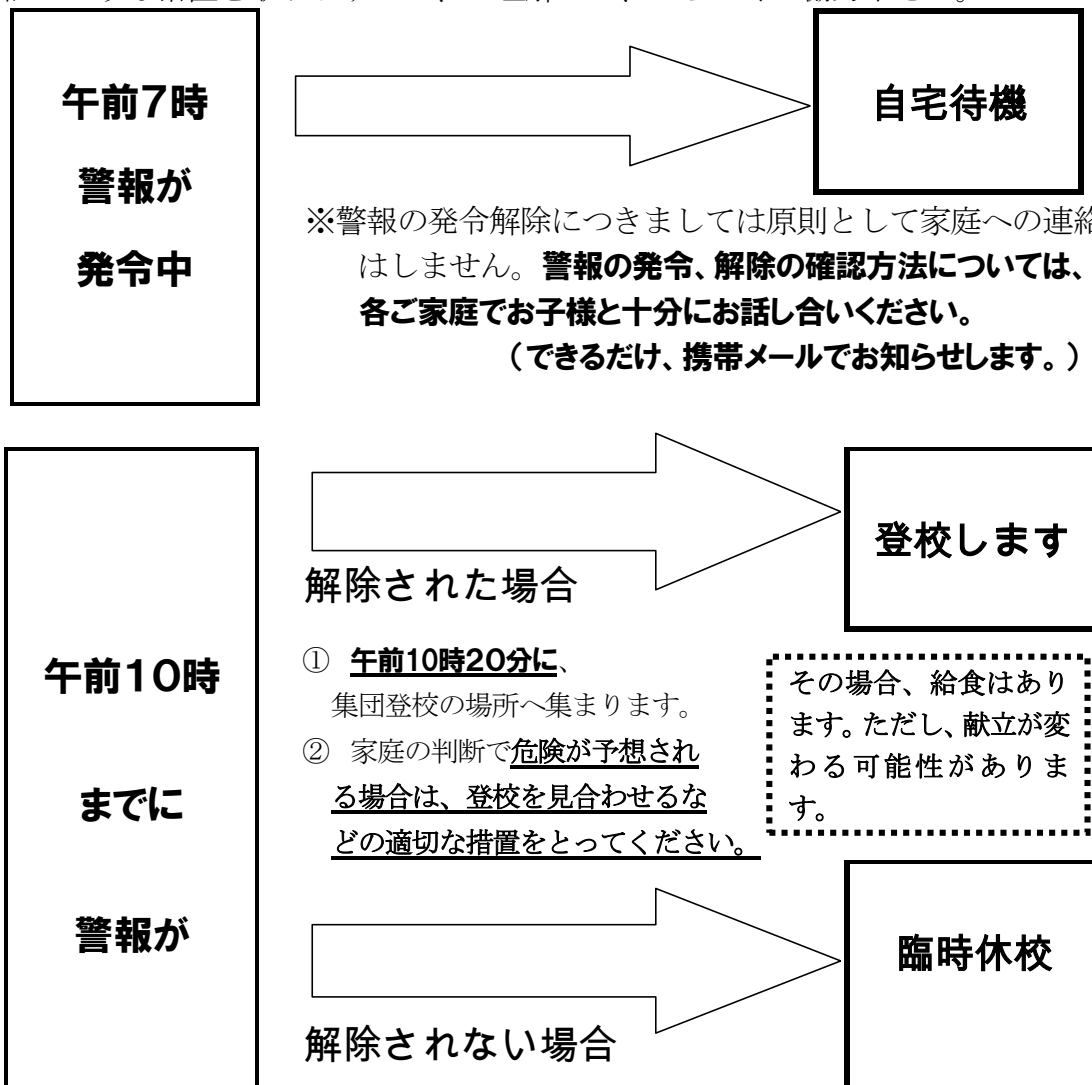 午前7時
警報が
発令中
自宅待機
※警報の発令解除につきましては原則として家庭への連絡
はしません。警報の発令、解除の確認方法については、
各ご家庭でお子様と十分にお話し合いください。
(できるだけ、携帯メールでお知らせします。)
午前10時
までに
警報が
解除された場合
登校します
① 午前10時20分に、
集団登校の場所へ集まります。
② 家庭の判断で危険が予想され
る場合は、登校を見合わせるな
どの適切な措置をとってください。
その場合、給食はあり
ます。ただし、献立が変
わる可能性がありま
す。
解除されない場合
臨時休校